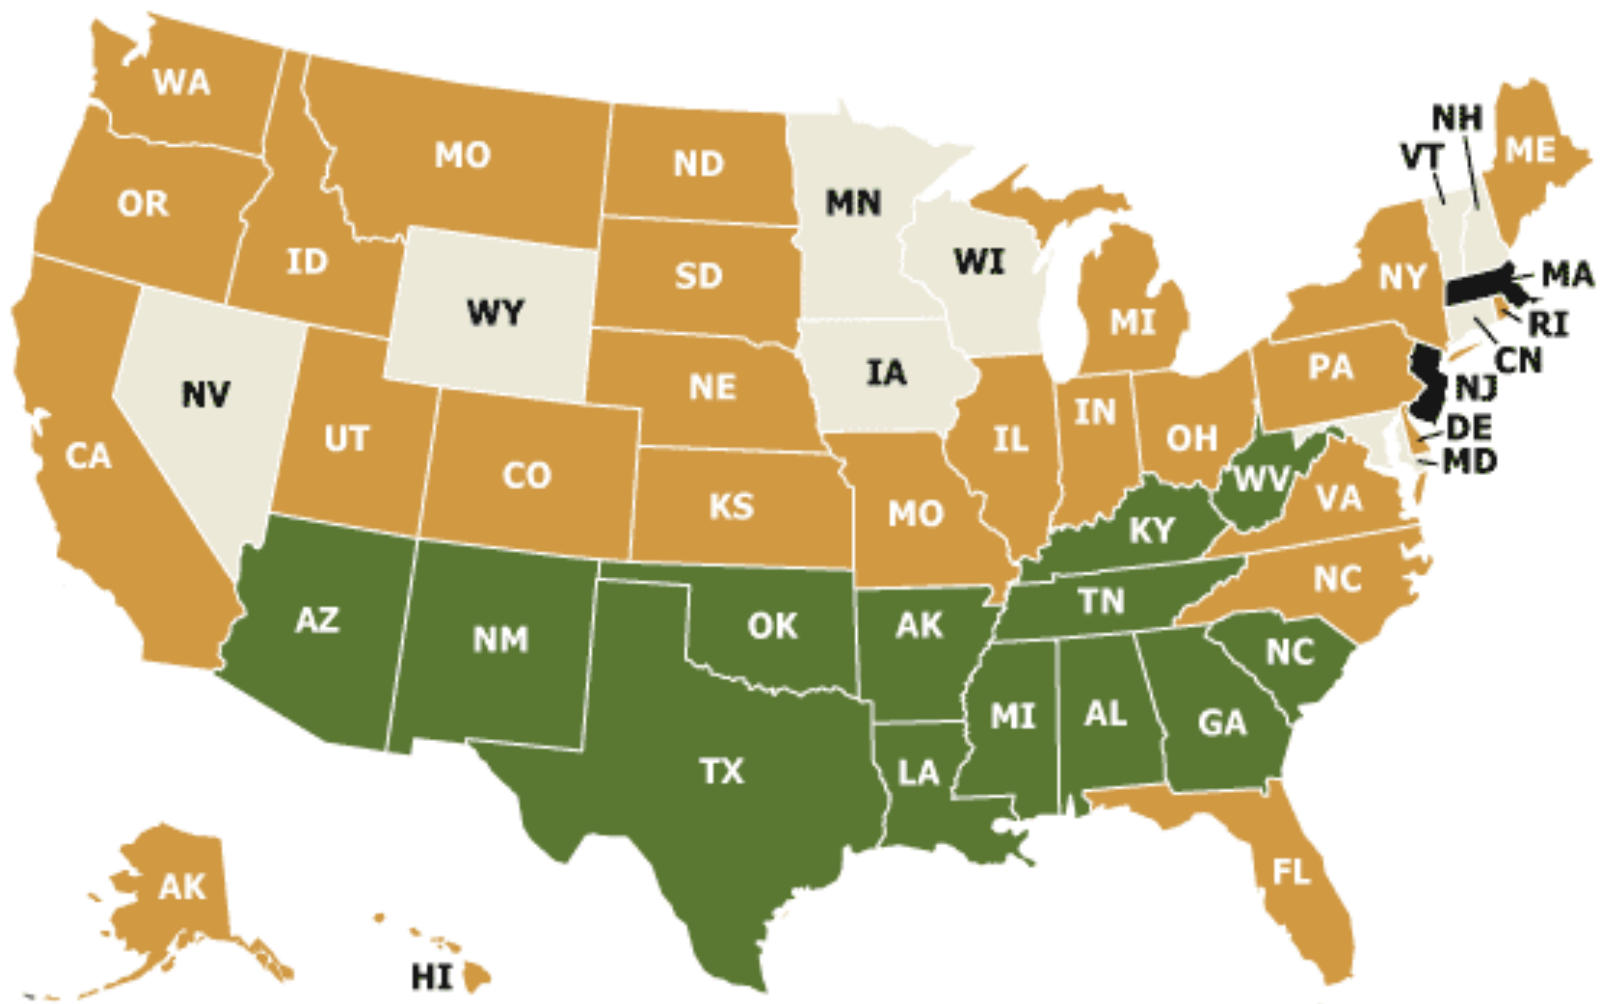 WA
MO
ND
MN
NH
VT
ME
OR
ID
SD
WI
NY
MA
WY
MI
RI
CN
NV
NE
IA
PA
NJ
UT
CO
IL
IN
OH
DE
MD
CA
KS
MO
WV
VA
KY
NC
AZ
NM
OK
AK
TN
NC
TX
LA
MI
AL
GA
FL
AK
HI